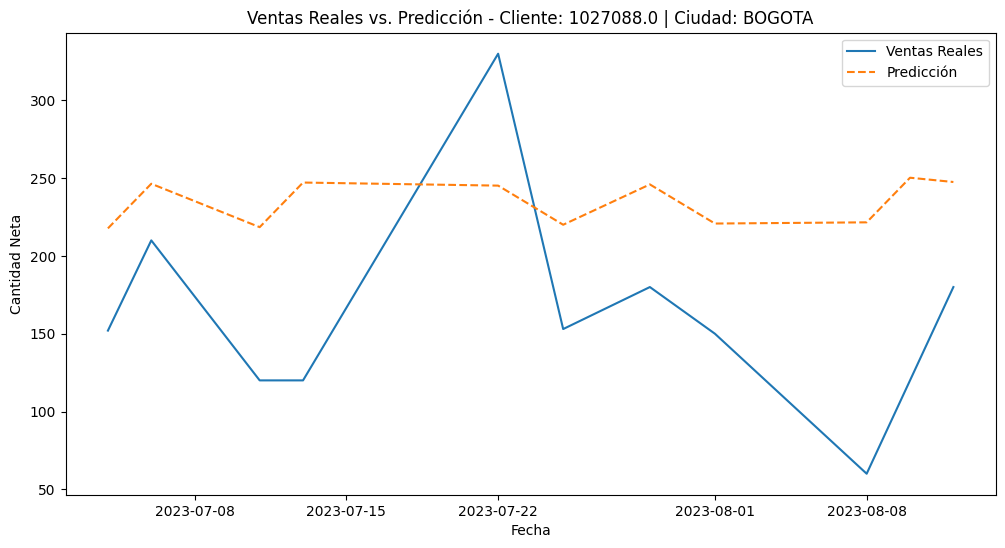 Ventas Reales vs. Predicción - Cliente: 1027088.0 | Ciudad: BOGOTA
Ventas Reales
Predicción
300
250
200
150
100
50
Cantidad Neta
2023-07-08
2023-07-15
2023-07-22
2023-08-01
2023-08-08
Fecha